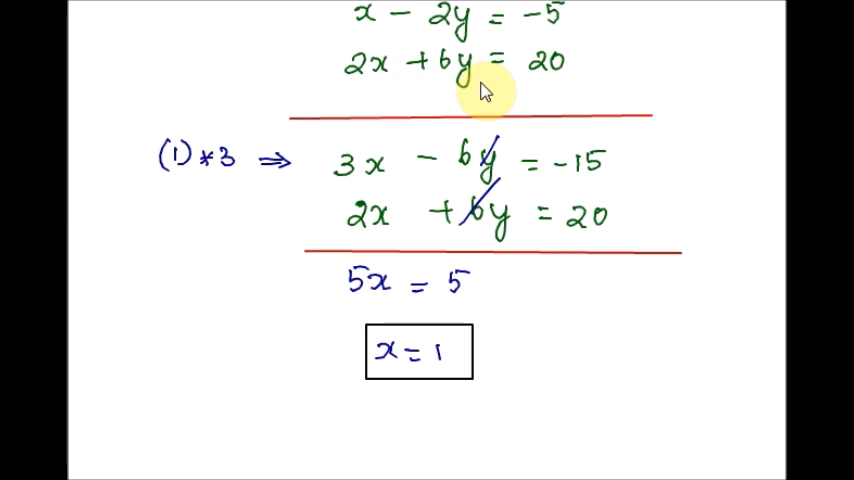 x - 2y = -5
2x + 6y = 20
(1) * 3 ⇒ 3x - 6y = -15
2x + 6y = 20
5x = 5
x = 1